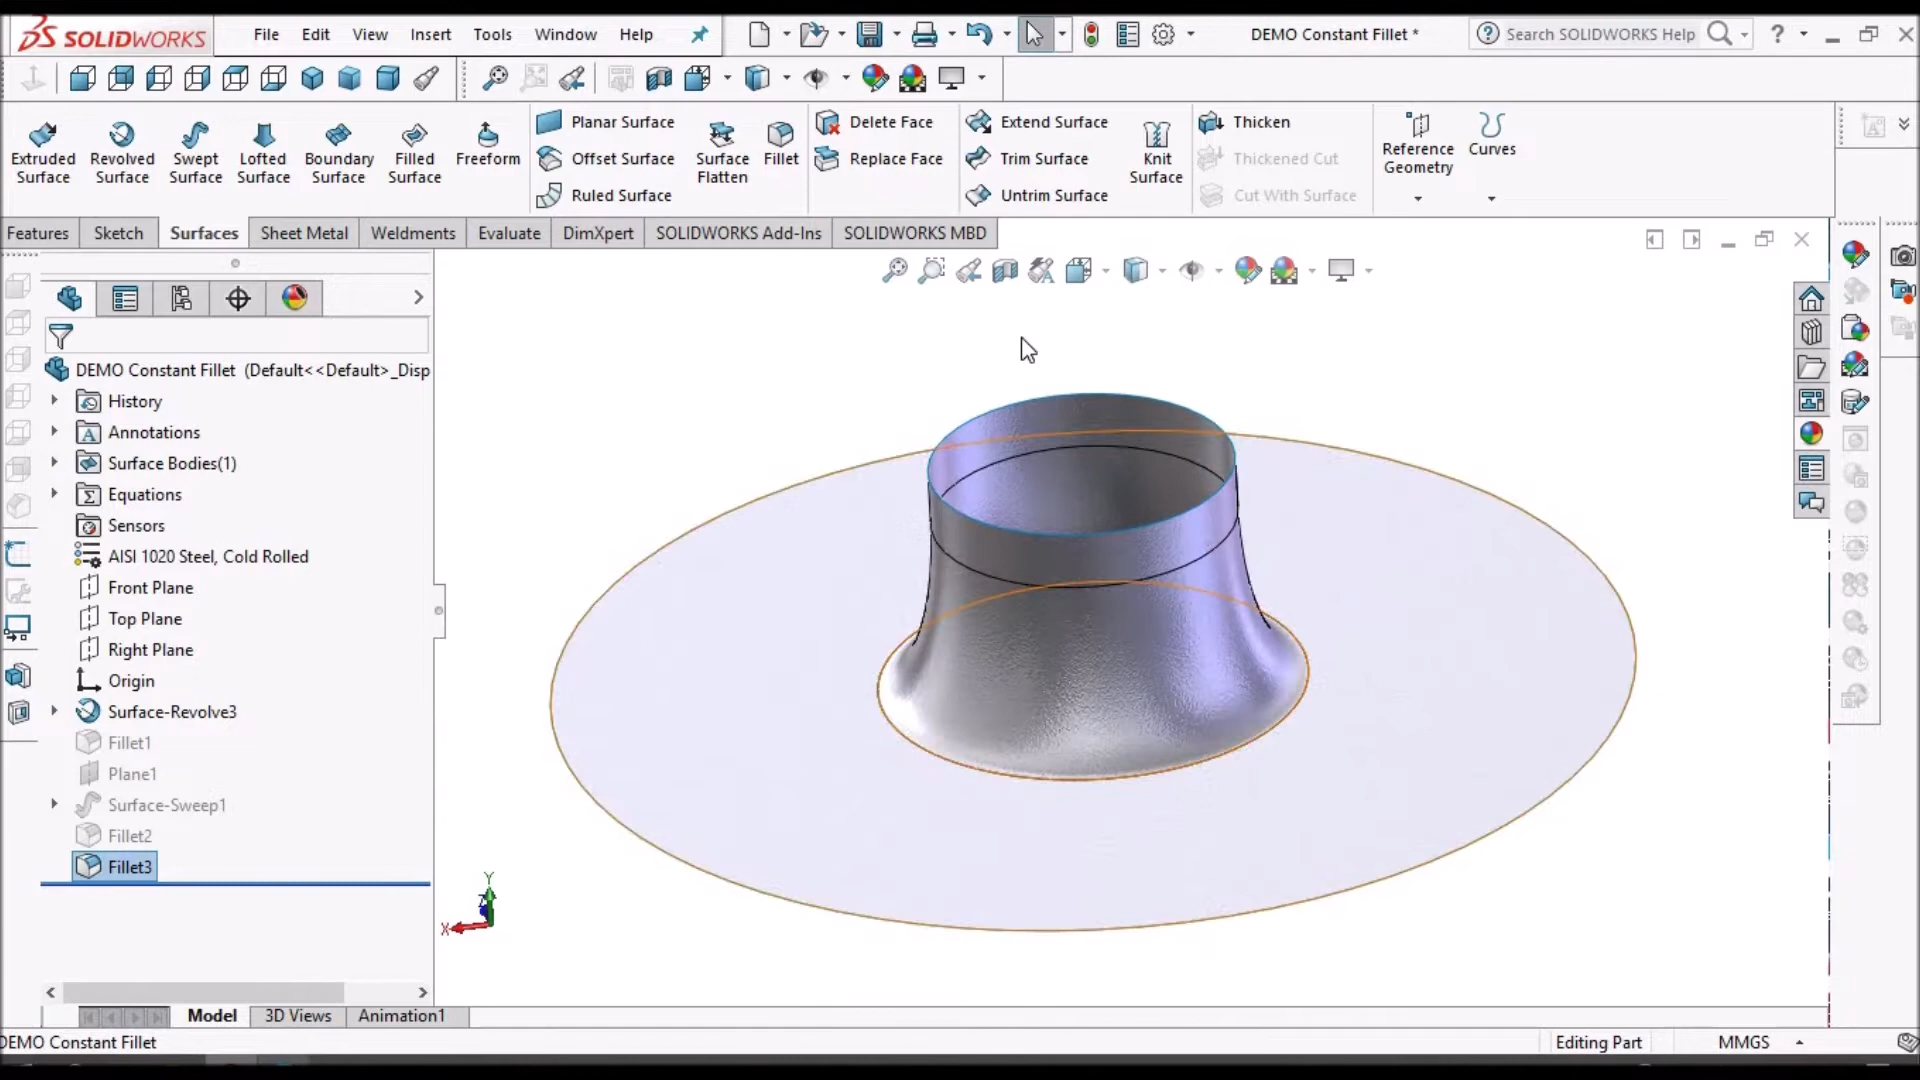 SOLIDWORKS
File Edit View Insert Tools Window Help
DEMO Constant Fillet *
Search SOLIDWORKS Help
?
Extruded Surface
Revolved Surface
Swept Surface
Lofted Surface
Boundary Surface
Filled Surface
Freeform
Planar Surface
Offset Surface
Ruled Surface
Surface Flatten
Fillet
Delete Face
Replace Face
Extend Surface
Trim Surface
Untrim Surface
Knit Surface
Thicken
Thickened Cut
Cut With Surface
Reference Geometry
Curves
Features Sketch Surfaces Sheet Metal Weldments Evaluate DimXpert SOLIDWORKS Add-Ins SOLIDWORKS MBD
DEMO Constant Fillet (Default<<Default>_Disp
History
Annotations
Surface Bodies(1)
Equations
Sensors
AISI 1020 Steel, Cold Rolled
Front Plane
Top Plane
Right Plane
Origin
Surface-Revolve3
Fillet1
Plane1
Surface-Sweep1
Fillet2
Fillet3
Y
Z
X
Model 3D Views Animation1
DEMO Constant Fillet
Editing Part
MMGS